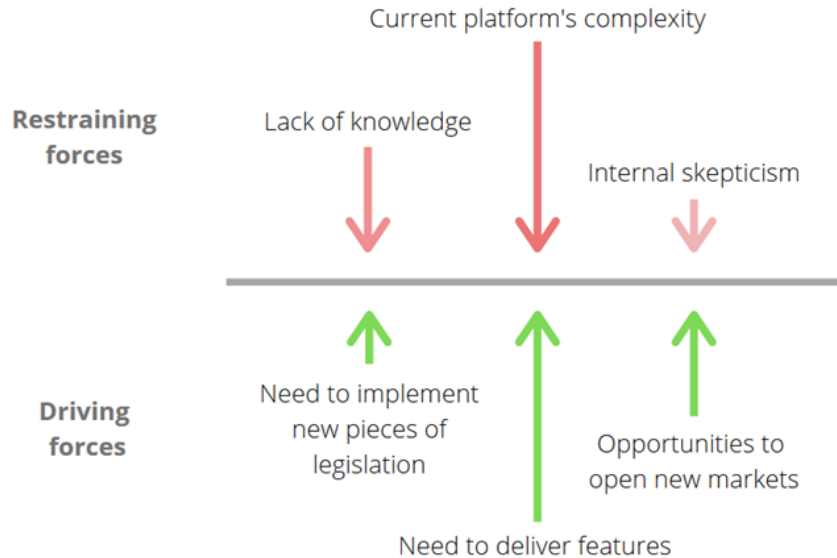 Current platform's complexity
Restraining
forces
Lack of knowledge
Internal skepticism
Driving
forces
Need to implement
new pieces of
legislation
Opportunities to
open new markets
Need to deliver features